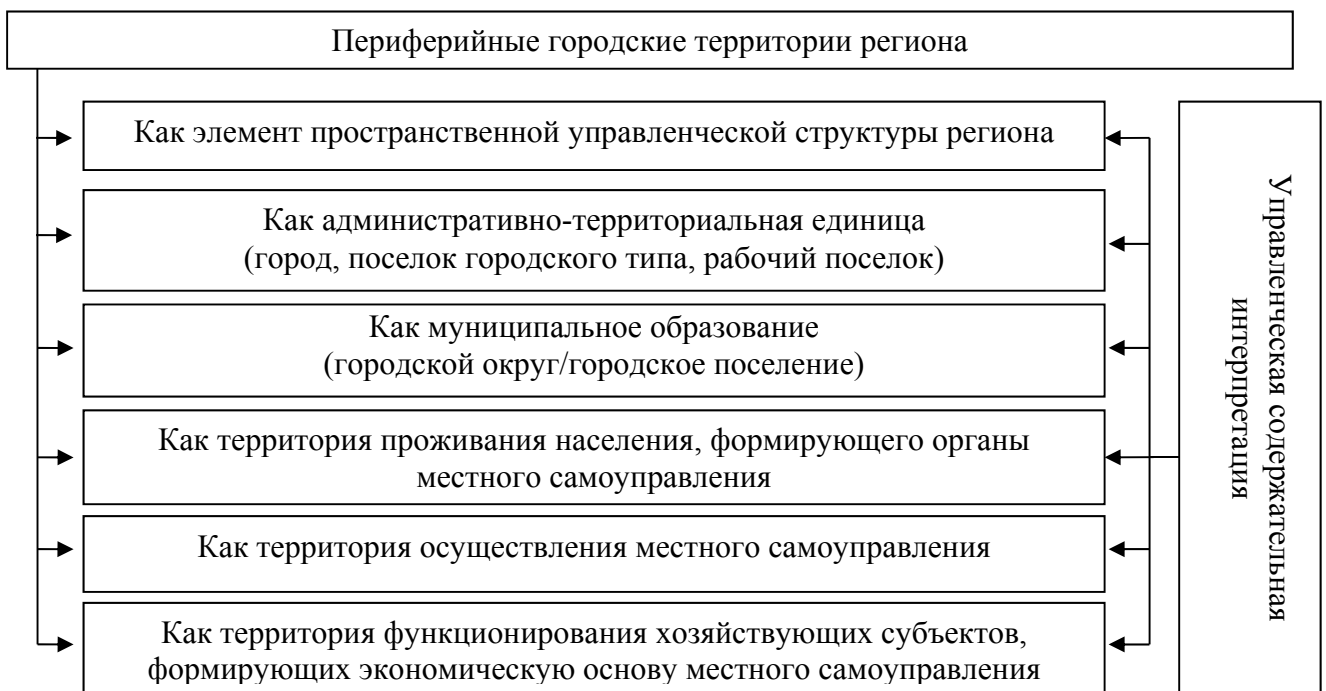 Периферийные городские территории региона
Как элемент пространственной управленческой структуры региона
Как административно-территориальная единица
(город, поселок городского типа, рабочий поселок)
Как муниципальное образование
(городской округ/городское поселение)
Как территория проживания населения, формирующего органы
местного самоуправления
Как территория осуществления местного самоуправления
Как территория функционирования хозяйствующих субъектов,
формирующих экономическую основу местного самоуправления
Управленческая содержательная
интерпретация